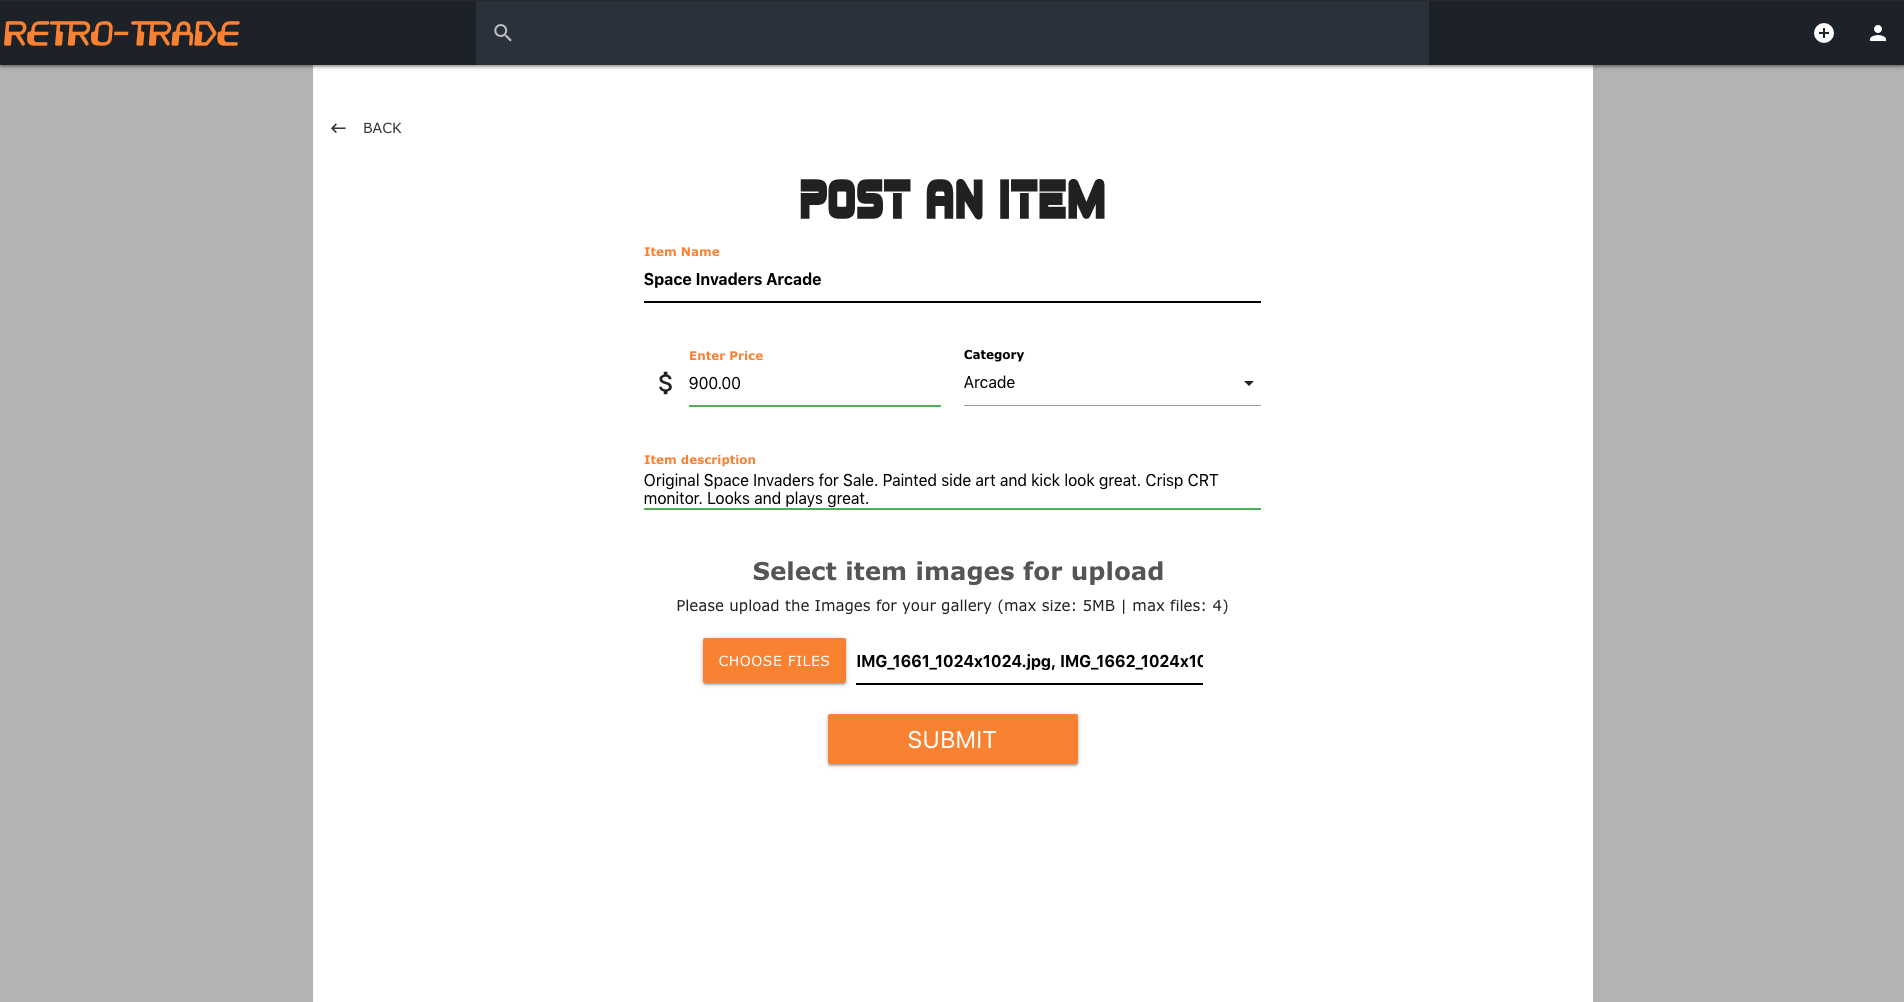 RETRO-TRADE
BACK
POST AN ITEM
Item Name
Space Invaders Arcade
Enter Price
Category
$ 900.00
Arcade
Item description
Original Space Invaders for Sale. Painted side art and kick look great. Crisp CRT
monitor. Looks and plays great.
Select item images for upload
Please upload the Images for your gallery (max size: 5MB | max files: 4)
CHOOSE FILES
IMG_1661_1024x1024.jpg, IMG_1662_1024x10
SUBMIT